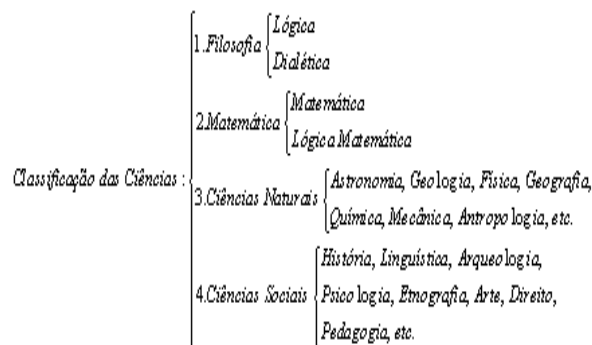 Classificação das Ciências :
1.Filosofia
Lógica
Dialética
2.Matemática
Matemática
Lógica Matemática
3.Ciências Naturais
Astronomia, Geologia, Física, Geografia,
Química, Mecânica, Antropologia, etc.
4.Ciências Sociais
História, Linguística, Arqueologia,
Psicologia, Etnografia, Arte, Direito,
Pedagogia, etc.